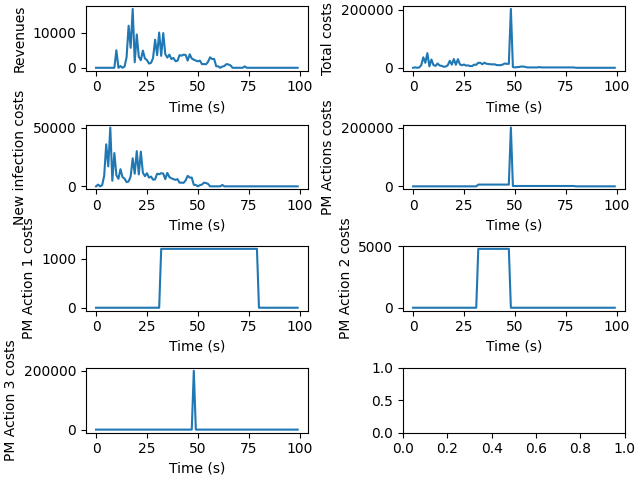 Revenues
10000
0
0 25 50 75 100
Time (s)
Total costs
200000
0
0 25 50 75 100
Time (s)
New infection costs
50000
0
0 25 50 75 100
Time (s)
PM Actions costs
200000
0
0 25 50 75 100
Time (s)
PM Action 1 costs
1000
0
0 25 50 75 100
Time (s)
PM Action 2 costs
5000
0
0 25 50 75 100
Time (s)
PM Action 3 costs
200000
0
0 25 50 75 100
Time (s)
1.0
0.5
0.0
0.0 0.2 0.4 0.6 0.8 1.0